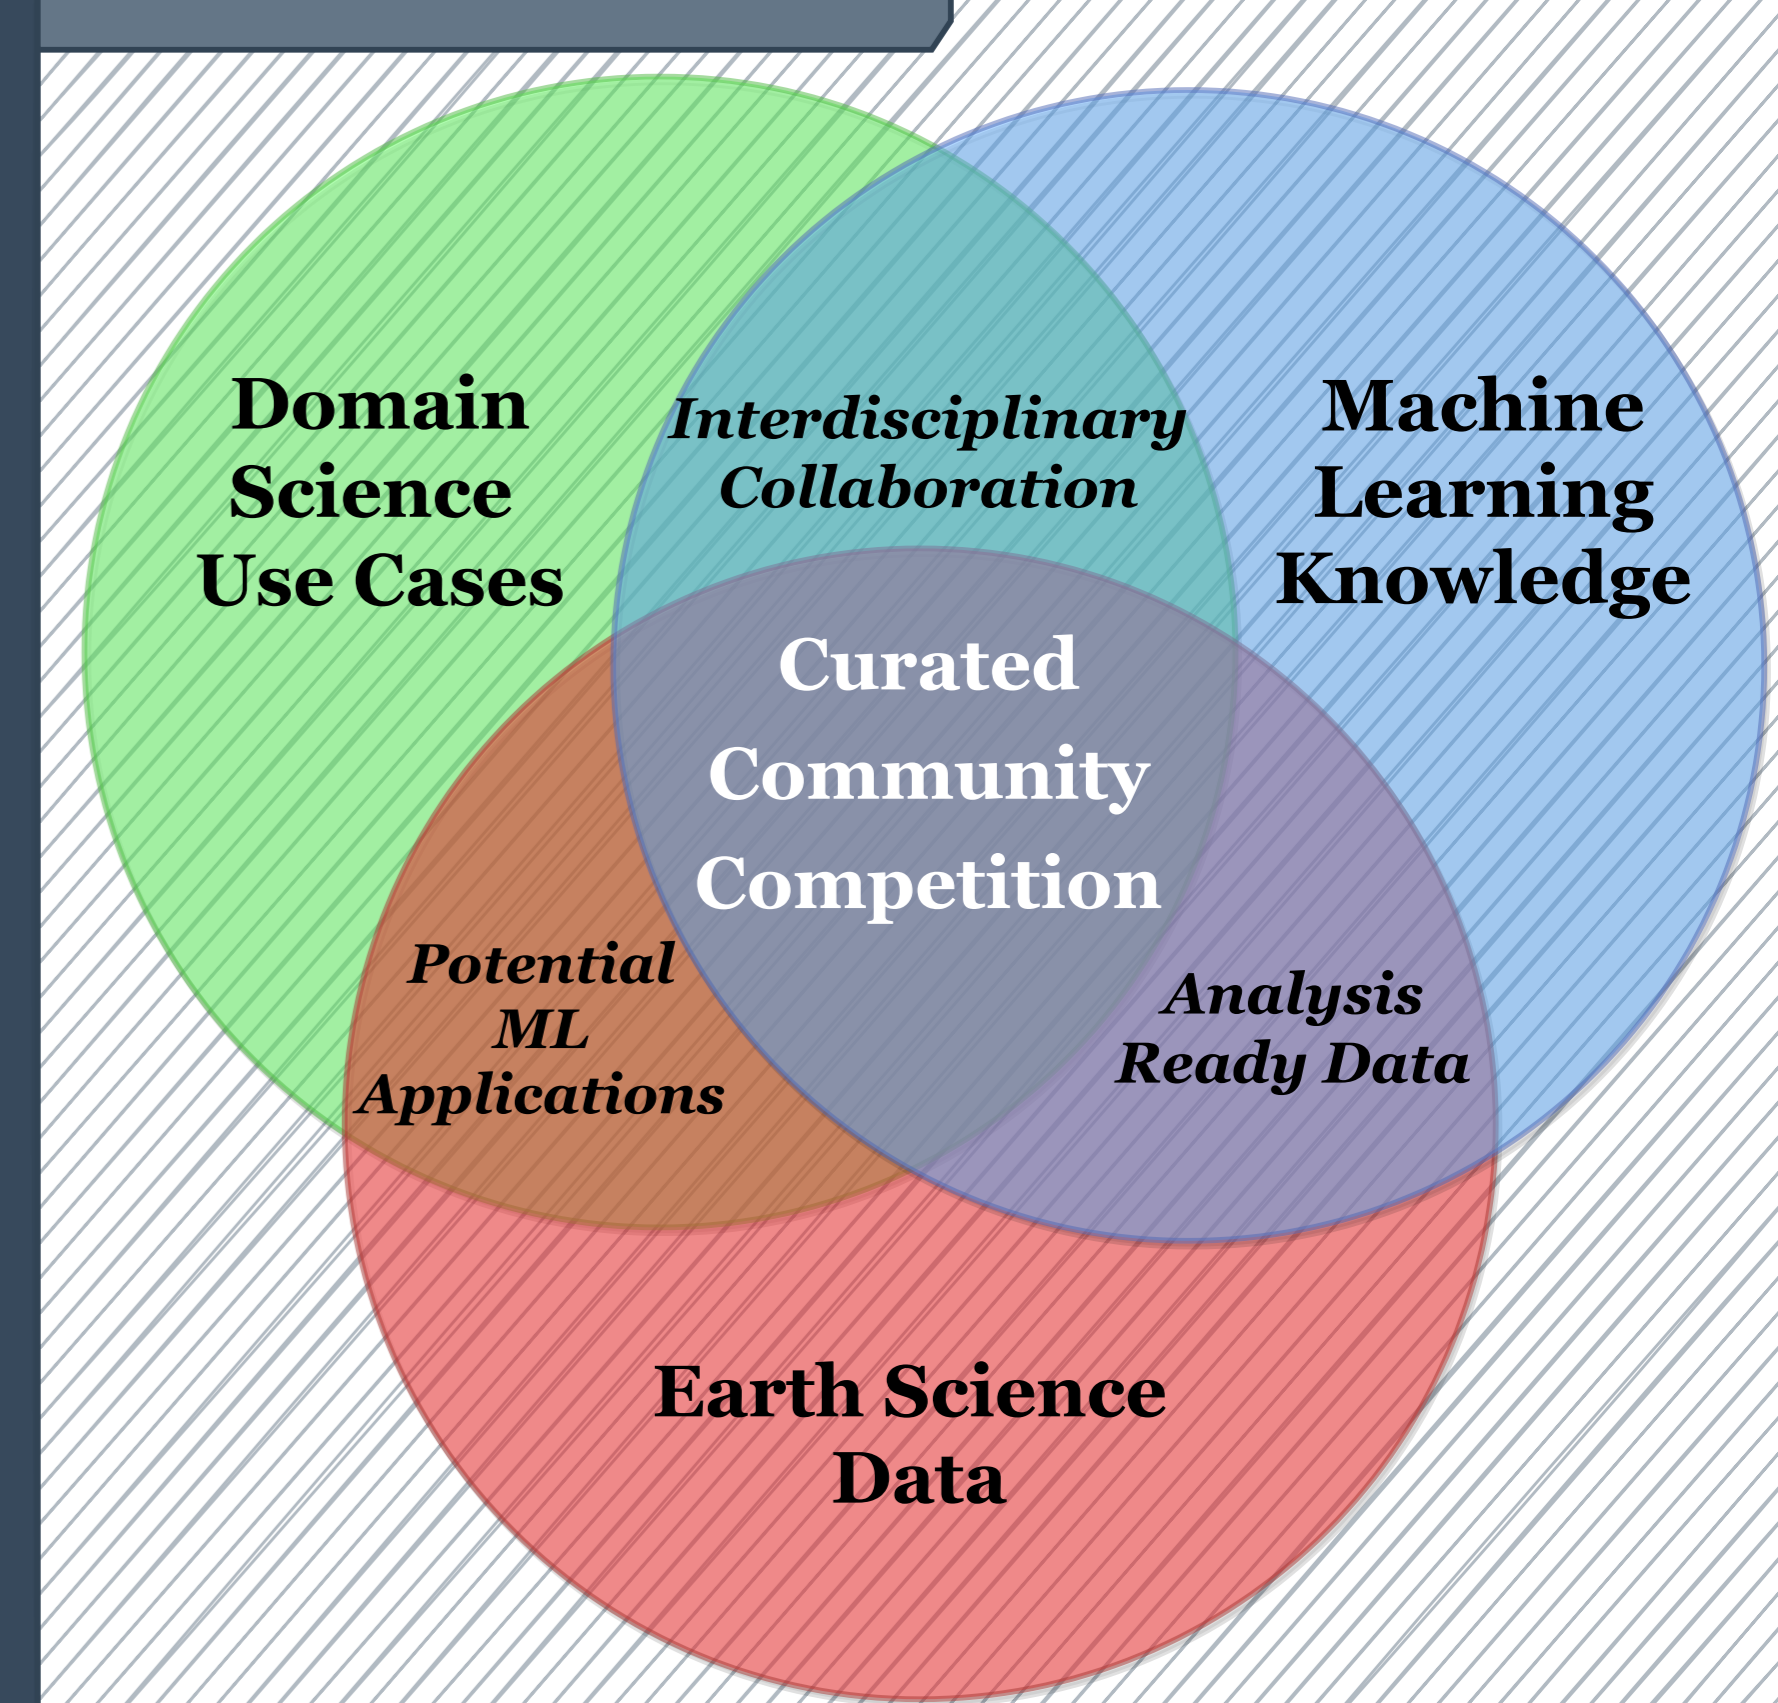 Domain
Science
Use Cases
Interdisciplinary
Collaboration
Machine
Learning
Knowledge
Curated
Community
Competition
Potential
ML
Applications
Analysis
Ready Data
Earth Science
Data